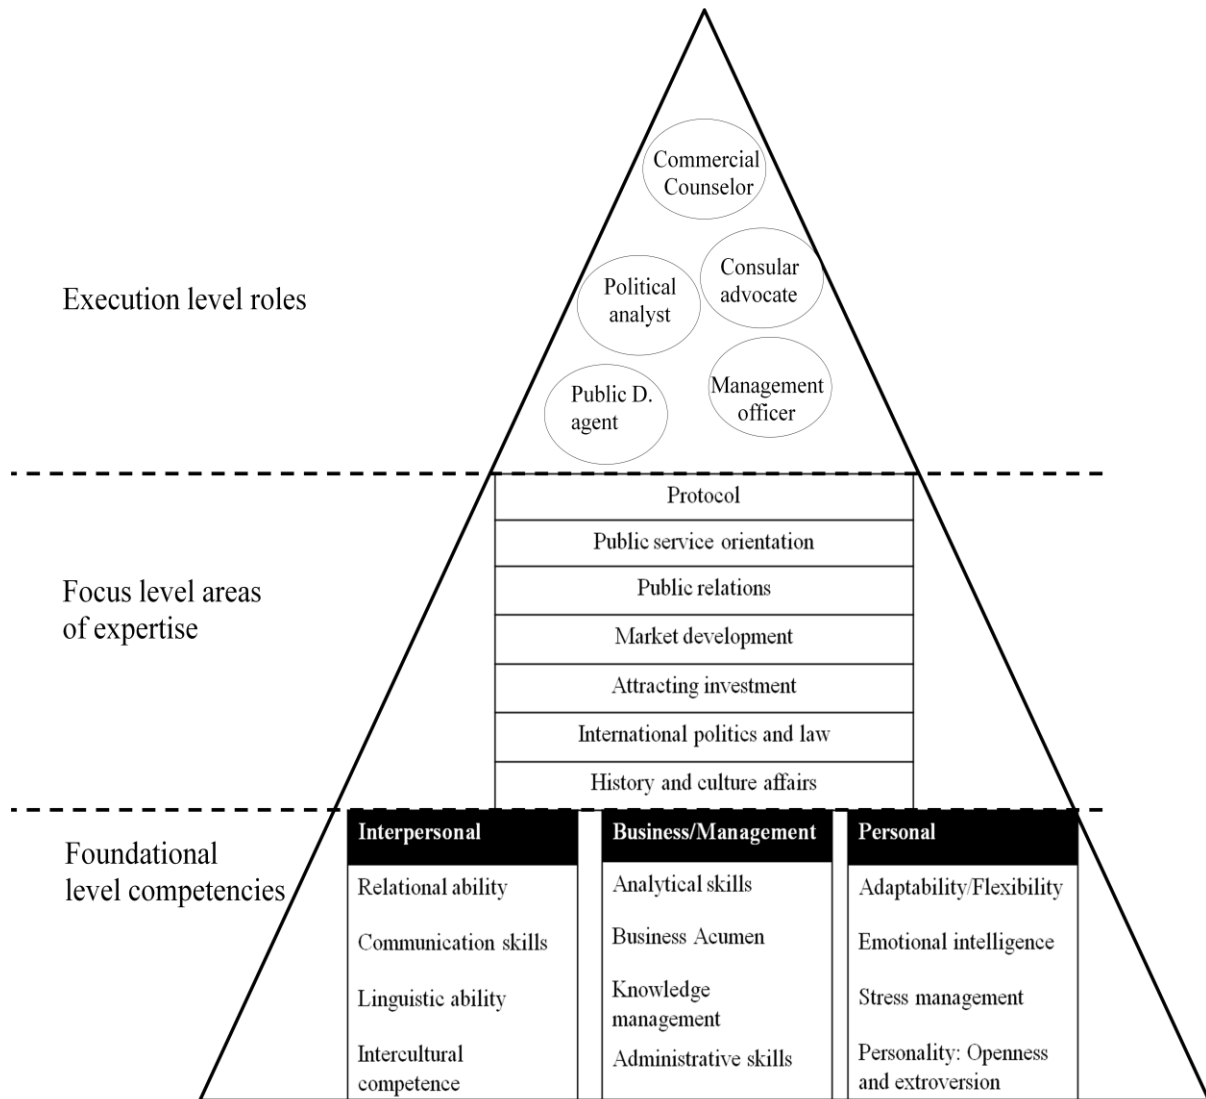 Commercial
Counselor
Consular
advocate
Political
analyst
Execution level roles
Management
officer
Public D.
agent
Protocol
Public service orientation
Public relations
Focus level areas
of expertise
Market development
Attracting investment
International politics and law
History and culture affairs
Foundational
level competencies
Interpersonal
Relational ability
Communication skills
Linguistic ability
Intercultural
competence
Business/Management
Analytical skills
Business Acumen
Knowledge
management
Administrative skills
Personal
Adaptability/Flexibility
Emotional intelligence
Stress management
Personality: Openness
and extroversion